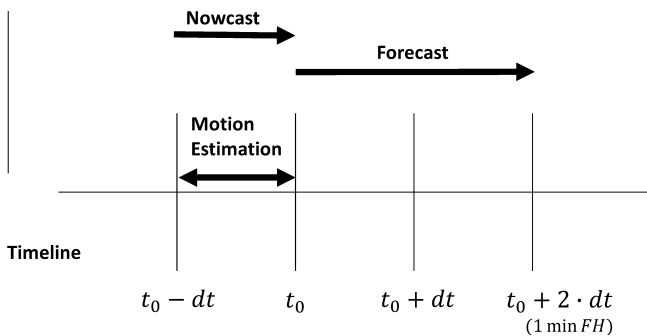 Nowcast
Forecast
Motion
Estimation
Timeline
t₀ − dt
t₀
t₀ + dt
t₀ + 2 · dt
(1 min FH)